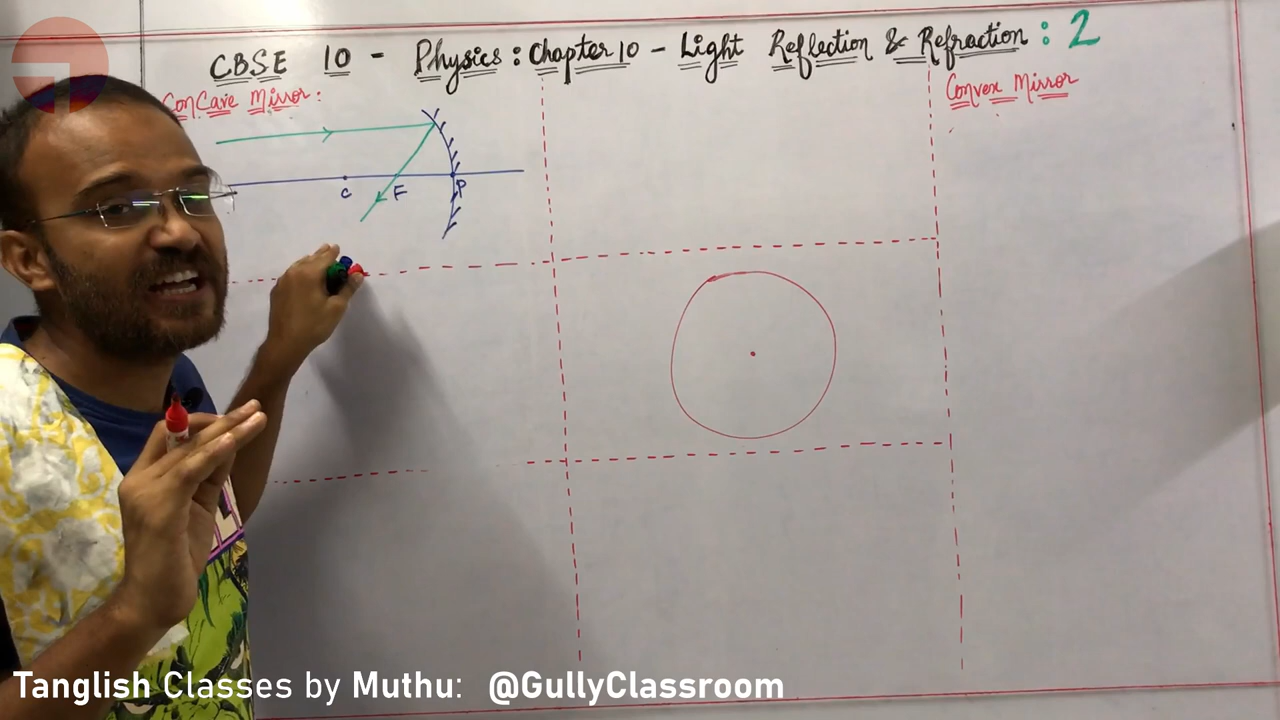 CBSE 10 - Physics : Chapter 10 - Light Reflection & Refraction : 2
ConCave Mirror :
Convex Mirror
C F P
Tanglish Classes by Muthu: @GullyClassroom